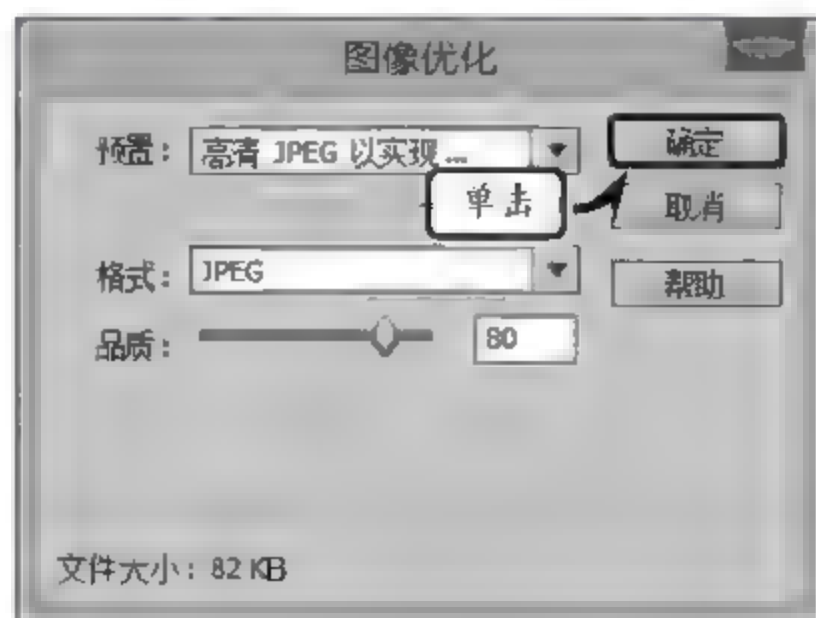 图像优化
预置： 高清 JPEG 以实现 ... 确定
单击 取消
格式： JPEG 帮助
品质： 80
文件大小： 82 KB